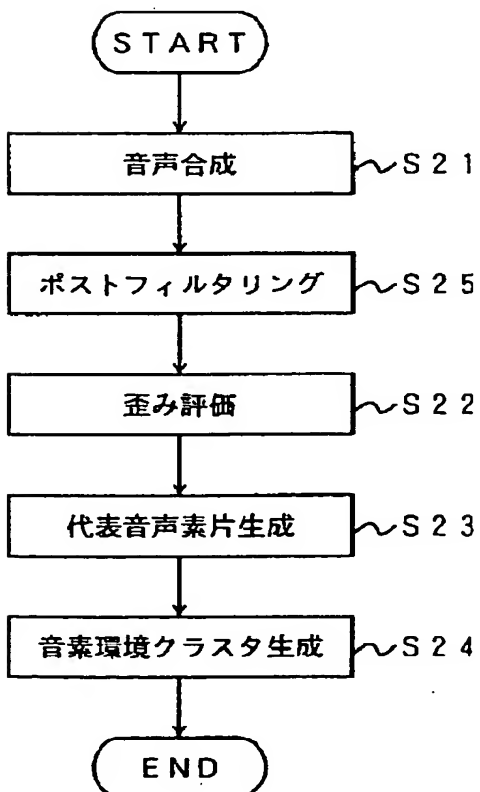 START
音声合成 S21
ポストフィルタリング S25
歪み評価 S22
代表音声素片生成 S23
音素環境クラスタ生成 S24
END